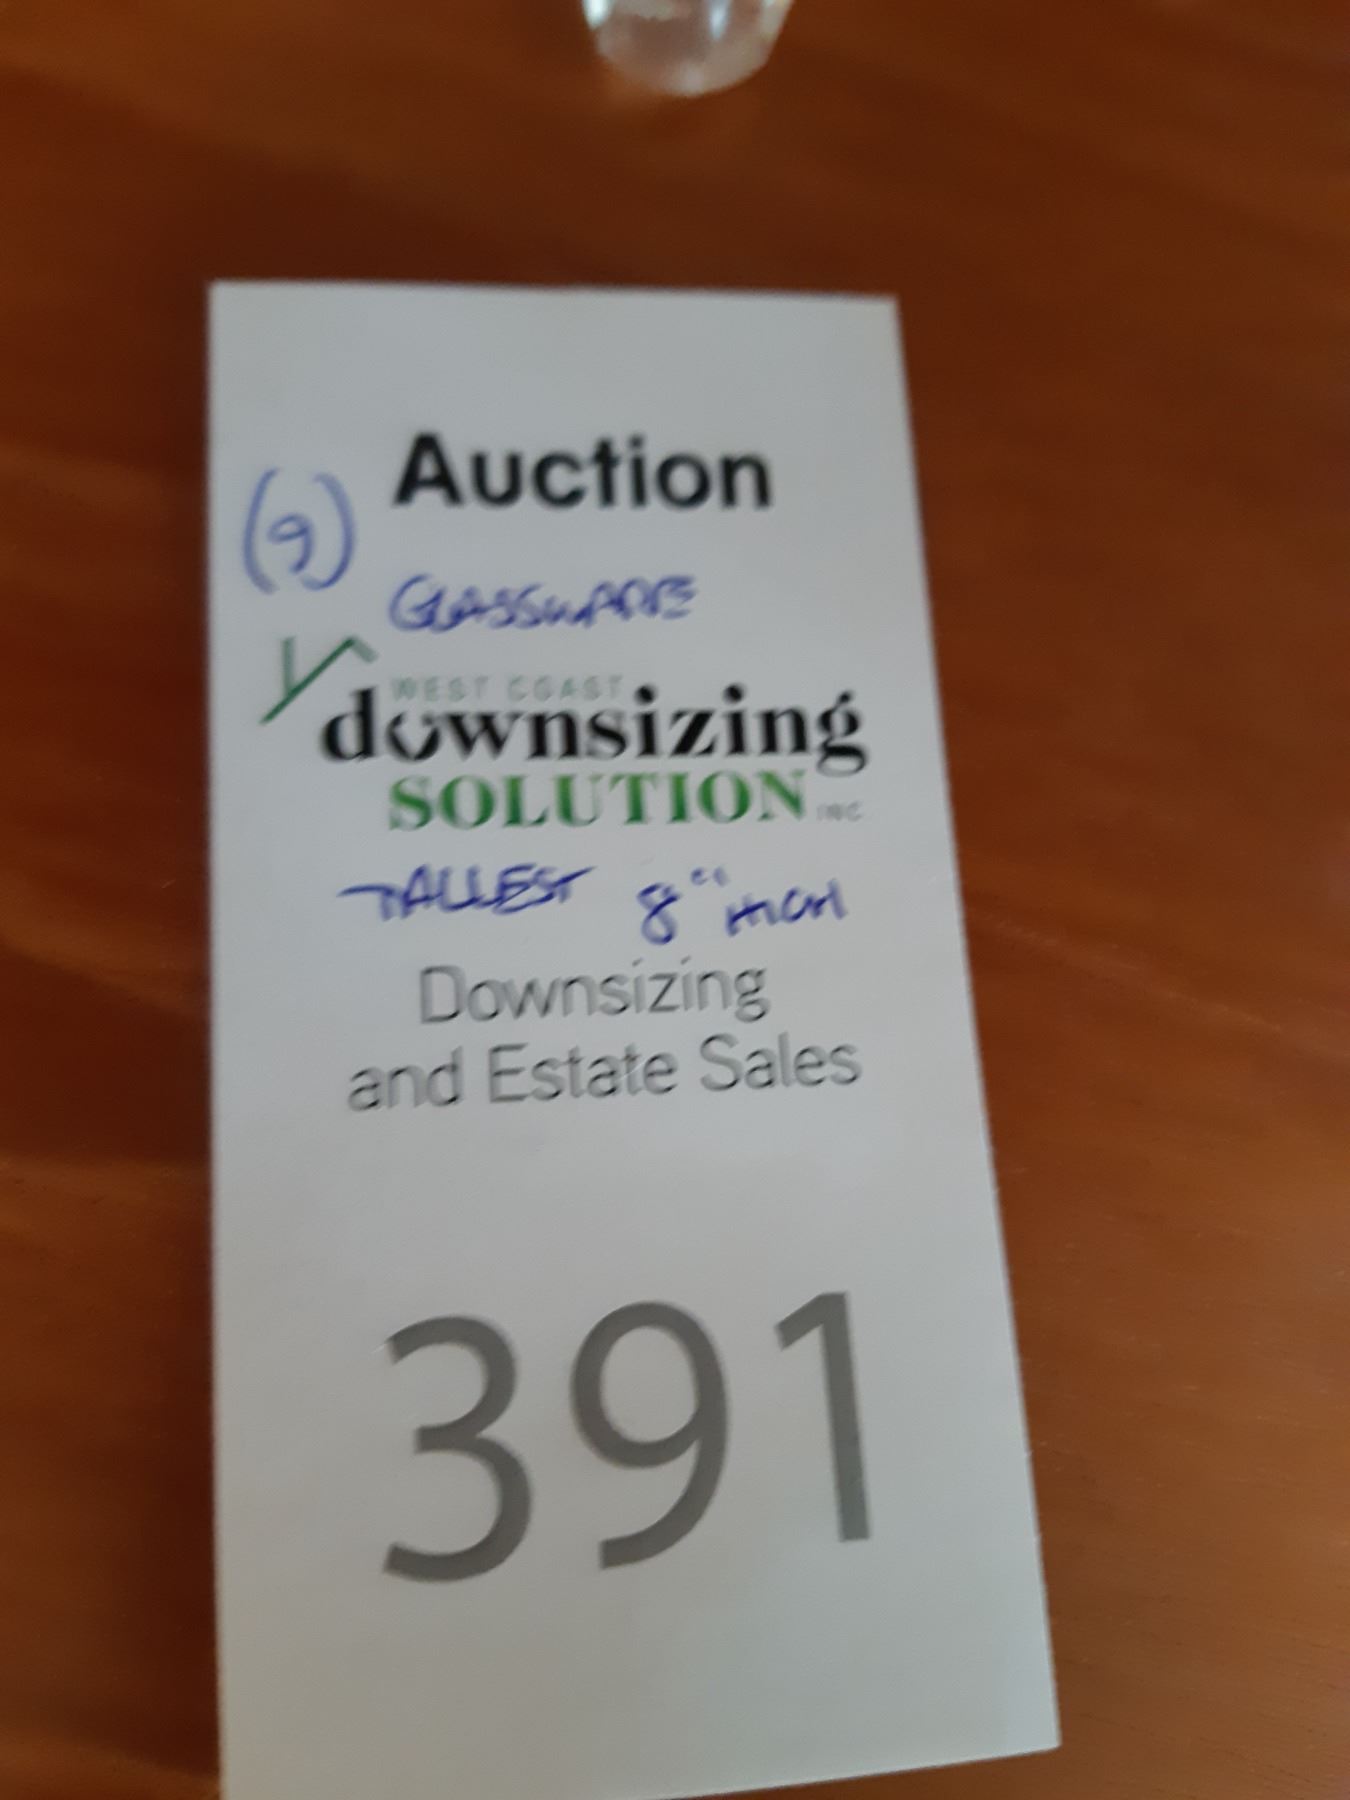 Auction
(9)
GLASSWARE
WEST COAST
downsizing
SOLUTION INC
TALLEST 8" HIGH
Downsizing
and Estate Sales
391